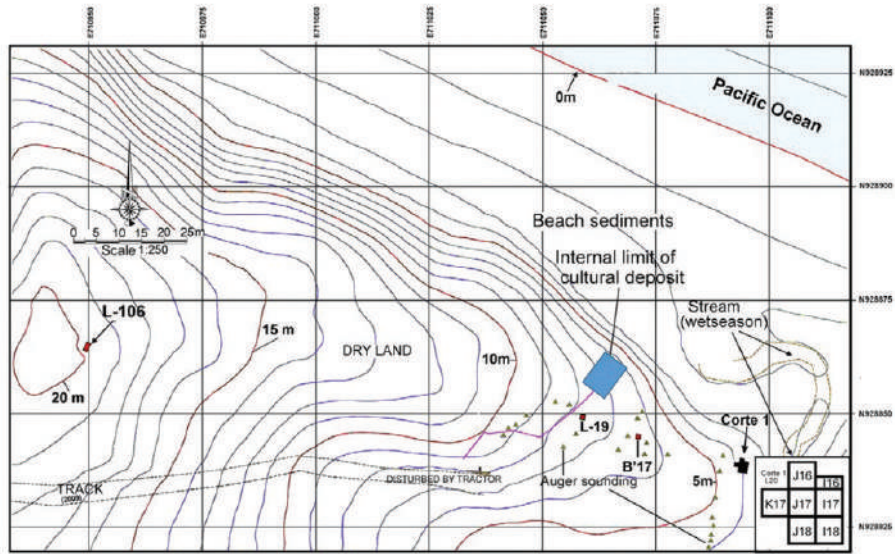 E710950
E710975
E711000
E711025
E711050
E711075
E711100
N928925
Pacific Ocean
0m
N928900
Beach sediments
0 5 10 15 20 25m
Scale 1:250
Internal limit of
cultural deposit
N928875
Stream
(wetseason)
L-106
15 m
DRY LAND
10m
20 m
N928850
L-19
Corte 1
B'17
TRACK
DISTURBED BY TRACTOR
Auger sounding
5m
Corte 1
L20
J16
I16
K17
J17
I17
J18
I18
N928825